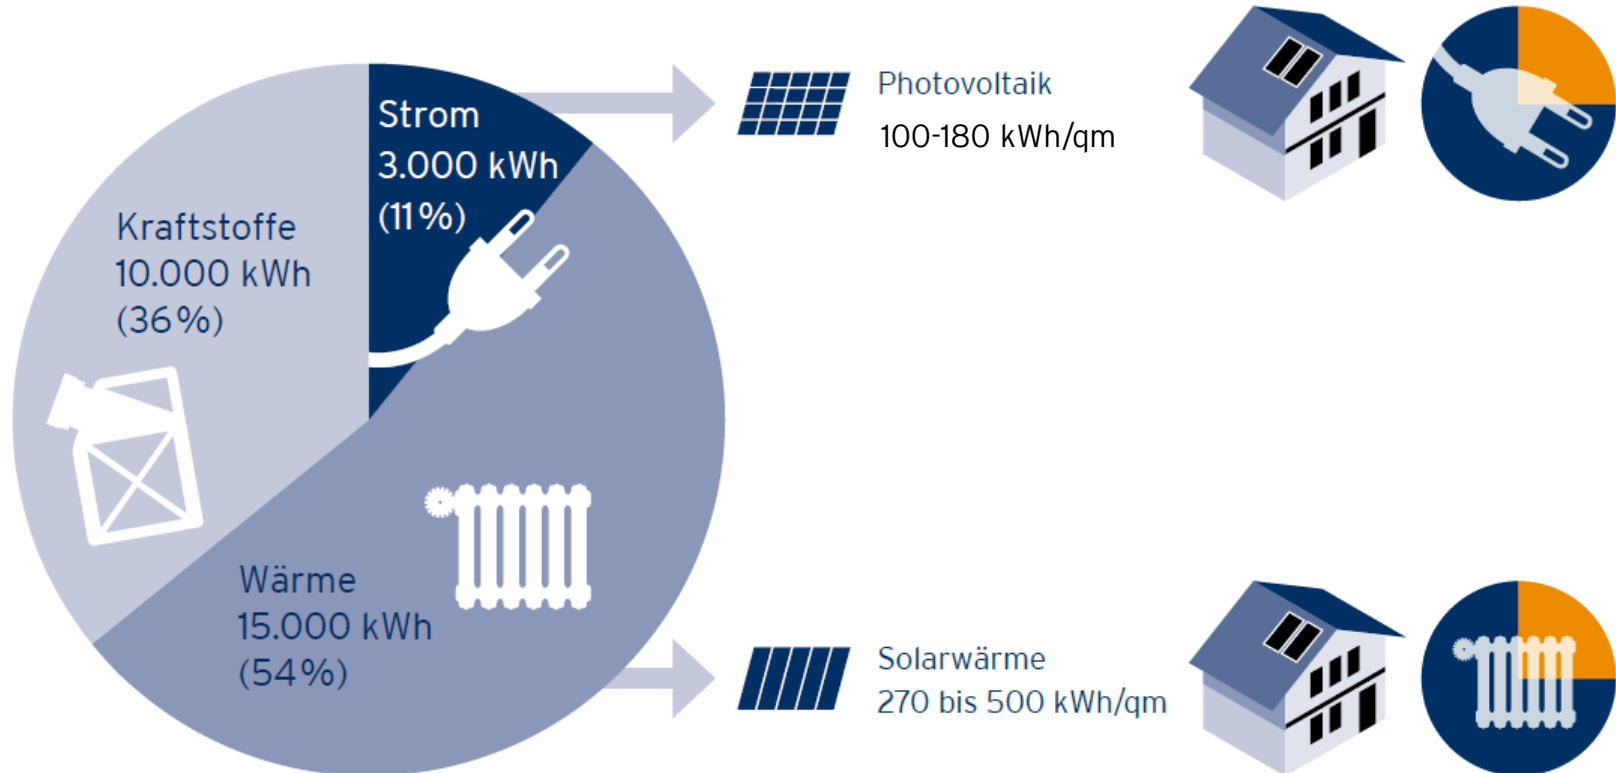 Strom
3.000 kWh
(11%)
Kraftstoffe
10.000 kWh
(36%)
Wärme
15.000 kWh
(54%)
Photovoltaik
100-180 kWh/qm
Solarwärme
270 bis 500 kWh/qm